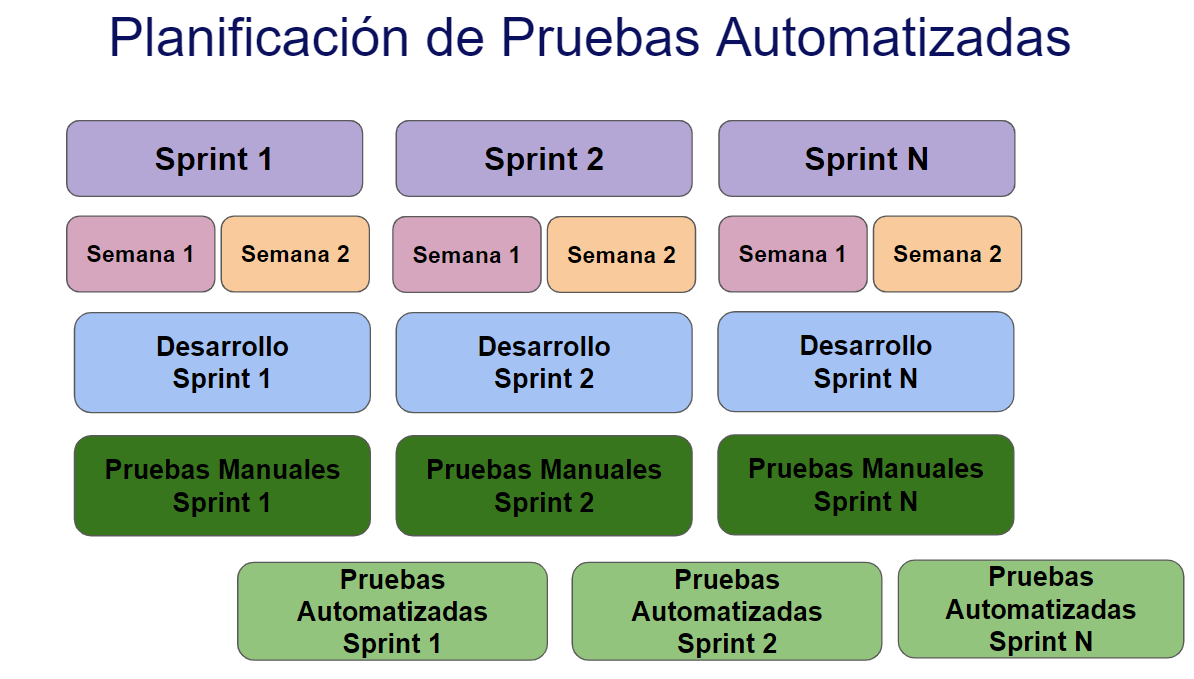 Planificación de Pruebas Automatizadas
Sprint 1
Sprint 2
Sprint N
Semana 1
Semana 2
Semana 1
Semana 2
Semana 1
Semana 2
Desarrollo
Sprint 1
Desarrollo
Sprint 2
Desarrollo
Sprint N
Pruebas Manuales
Sprint 1
Pruebas Manuales
Sprint 2
Pruebas Manuales
Sprint N
Pruebas
Automatizadas
Sprint 1
Pruebas
Automatizadas
Sprint 2
Pruebas
Automatizadas
Sprint N